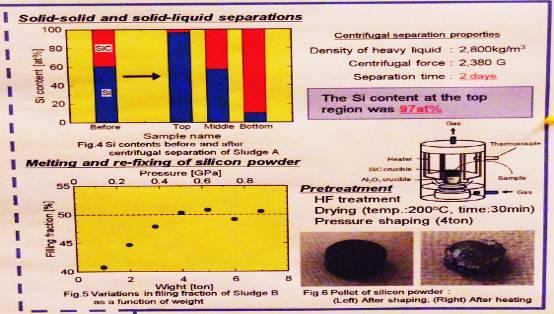 Solid-solid and solid-liquid separations
100
80
60
40
20
0
Si content [at%]
SiC
Si
Before
Top
Middle
Bottom
Sample name
Fig.4 Si contents before and after
centrifugal separation of Sludge A
Centrifugal separation properties
Density of heavy liquid : 2,800kg/m³
Centrifugal force : 2,380 G
Separation time : 2 days
The Si content at the top
region was 97at%
Melting and re-fixing of silicon powder
Pressure [GPa]
0 0.2 0.4 0.6 0.8
55
50
45
40
Filling fraction [%]
0 2 4 6 8
Wight [ton]
Fig.5 Variations in filing fraction of Sludge B
as a function of weight
Gas
Thermocouple
Heater
SiC crucible
Al₂O₃ crucible
Sample
Gas
Pretreatment
HF treatment
Drying (temp.:200°C, time:30min)
Pressure shaping (4ton)
Fig.6 Pellet of silicon powder :
(Left) After shaping, (Right) After heating